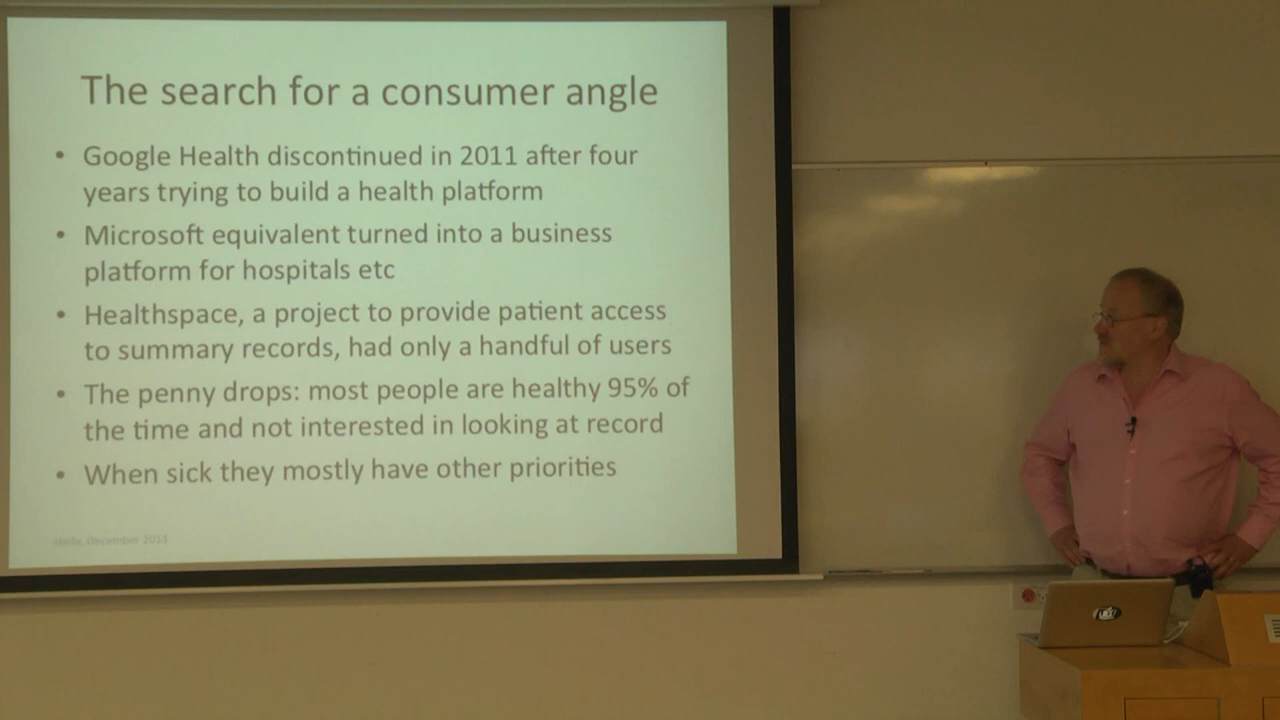 The search for a consumer angle
• Google Health discontinued in 2011 after four
years trying to build a health platform
• Microsoft equivalent turned into a business
platform for hospitals etc
• Healthspace, a project to provide patient access
to summary records, had only a handful of users
• The penny drops: most people are healthy 95% of
the time and not interested in looking at record
• When sick they mostly have other priorities
Haifa, December 2013